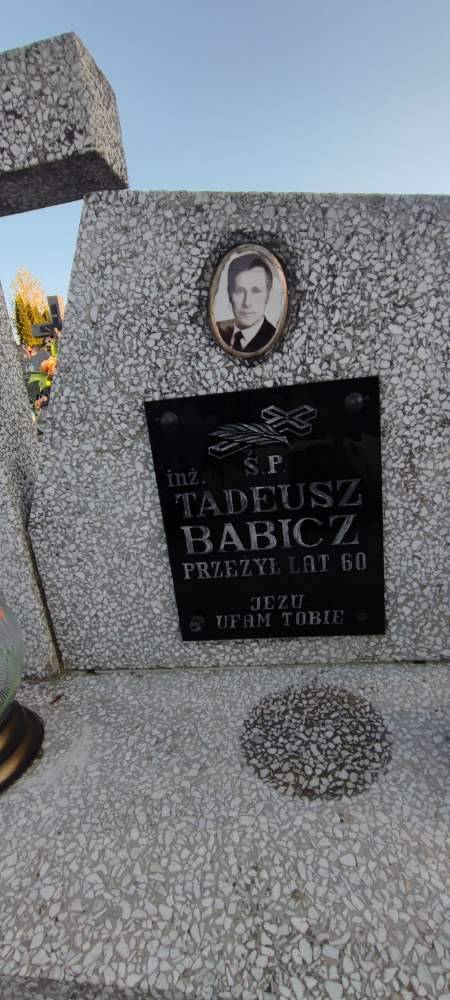 Ś.P.
inż.
TADEUSZ
BABICZ
PRZEŻYŁ LAT 60
JEZU
UFAM TOBIE